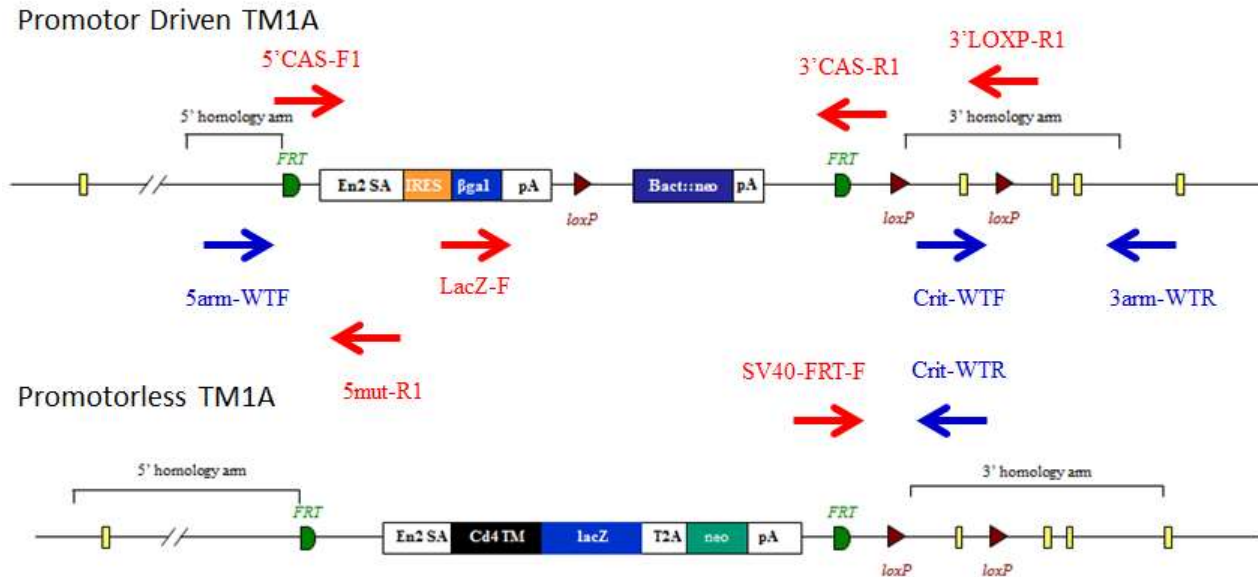 Promotor Driven TM1A
5'CAS-F1
3'CAS-R1
3'LOXP-R1
5' homology arm
3' homology arm
FRT
FRT
En2 SA IRES βgal pA
Bact::neo pA
loxP
loxP
loxP
5arm-WTF
LacZ-F
Crit-WTF
3arm-WTR
5mut-R1
SV40-FRT-F
Crit-WTR
Promotorless TM1A
5' homology arm
3' homology arm
FRT
FRT
En2 SA Cd4 TM lacZ T2A neo pA
loxP
loxP